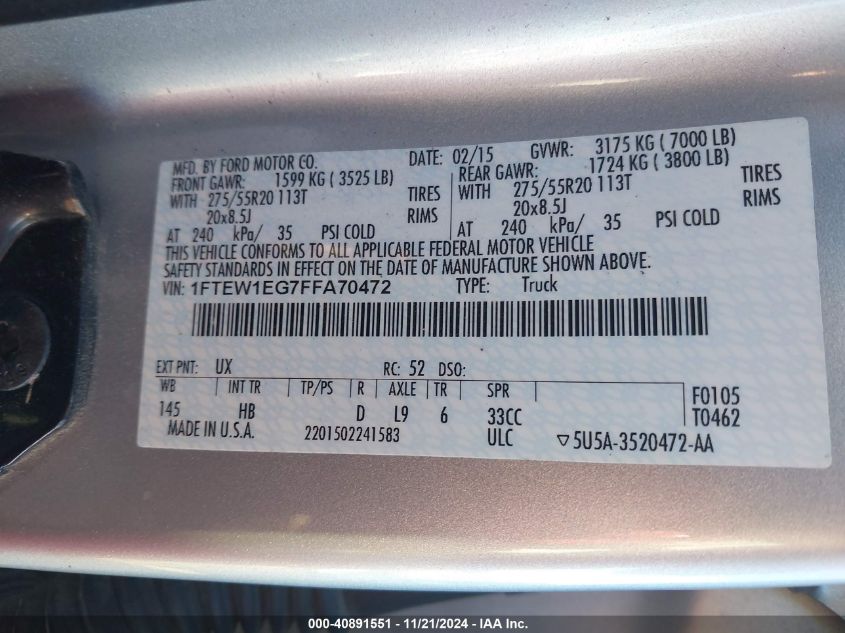 MFD. BY FORD MOTOR CO. DATE: 02/15 GVWR: 3175 KG ( 7000 LB)
FRONT GAWR: 1599 KG ( 3525 LB) REAR GAWR: 1724 KG ( 3800 LB)
WITH 275/55R20 113T TIRES WITH 275/55R20 113T TIRES
20x8.5J RIMS 20x8.5J RIMS
AT 240 kPa/ 35 PSI COLD AT 240 kPa/ 35 PSI COLD
THIS VEHICLE CONFORMS TO ALL APPLICABLE FEDERAL MOTOR VEHICLE
SAFETY STANDARDS IN EFFECT ON THE DATE OF MANUFACTURE SHOWN ABOVE.
VIN: 1FTEW1EG7FFA70472 TYPE: Truck
EXT PNT: UX RC: 52 DSO:
WB INT TR TP/PS R AXLE TR SPR F0105
145 HB D L9 6 33CC T0462
MADE IN U.S.A. 2201502241583 ULC ▽5U5A-3520472-AA
000-40891551 - 11/21/2024 - IAA Inc.